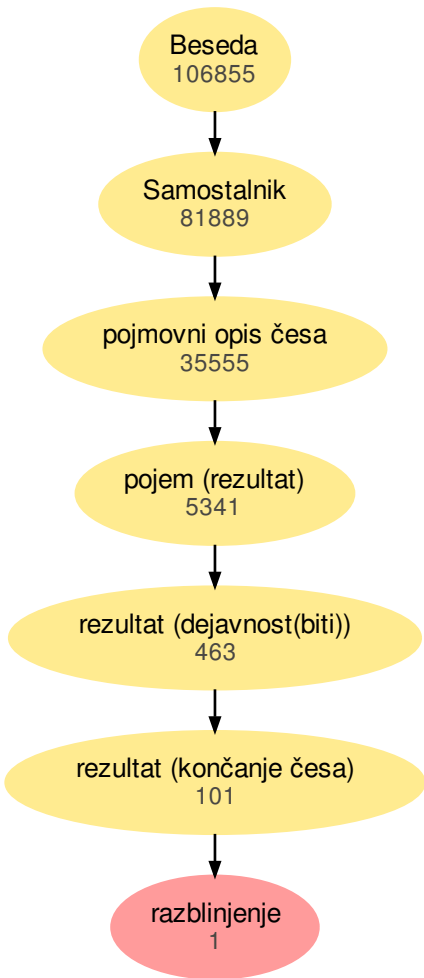 Beseda
106855
Samostalnik
81889
pojmovni opis česa
35555
pojem (rezultat)
5341
rezultat (dejavnost(biti))
463
rezultat (končanje česa)
101
razblinjenje
1